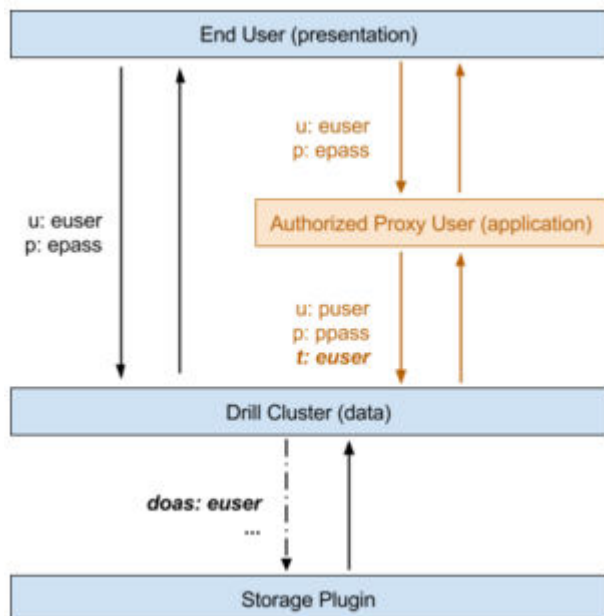 End User (presentation)
u: euser
p: epass
u: euser
p: epass
Authorized Proxy User (application)
u: puser
p: ppass
t: euser
Drill Cluster (data)
doas: euser
...
Storage Plugin